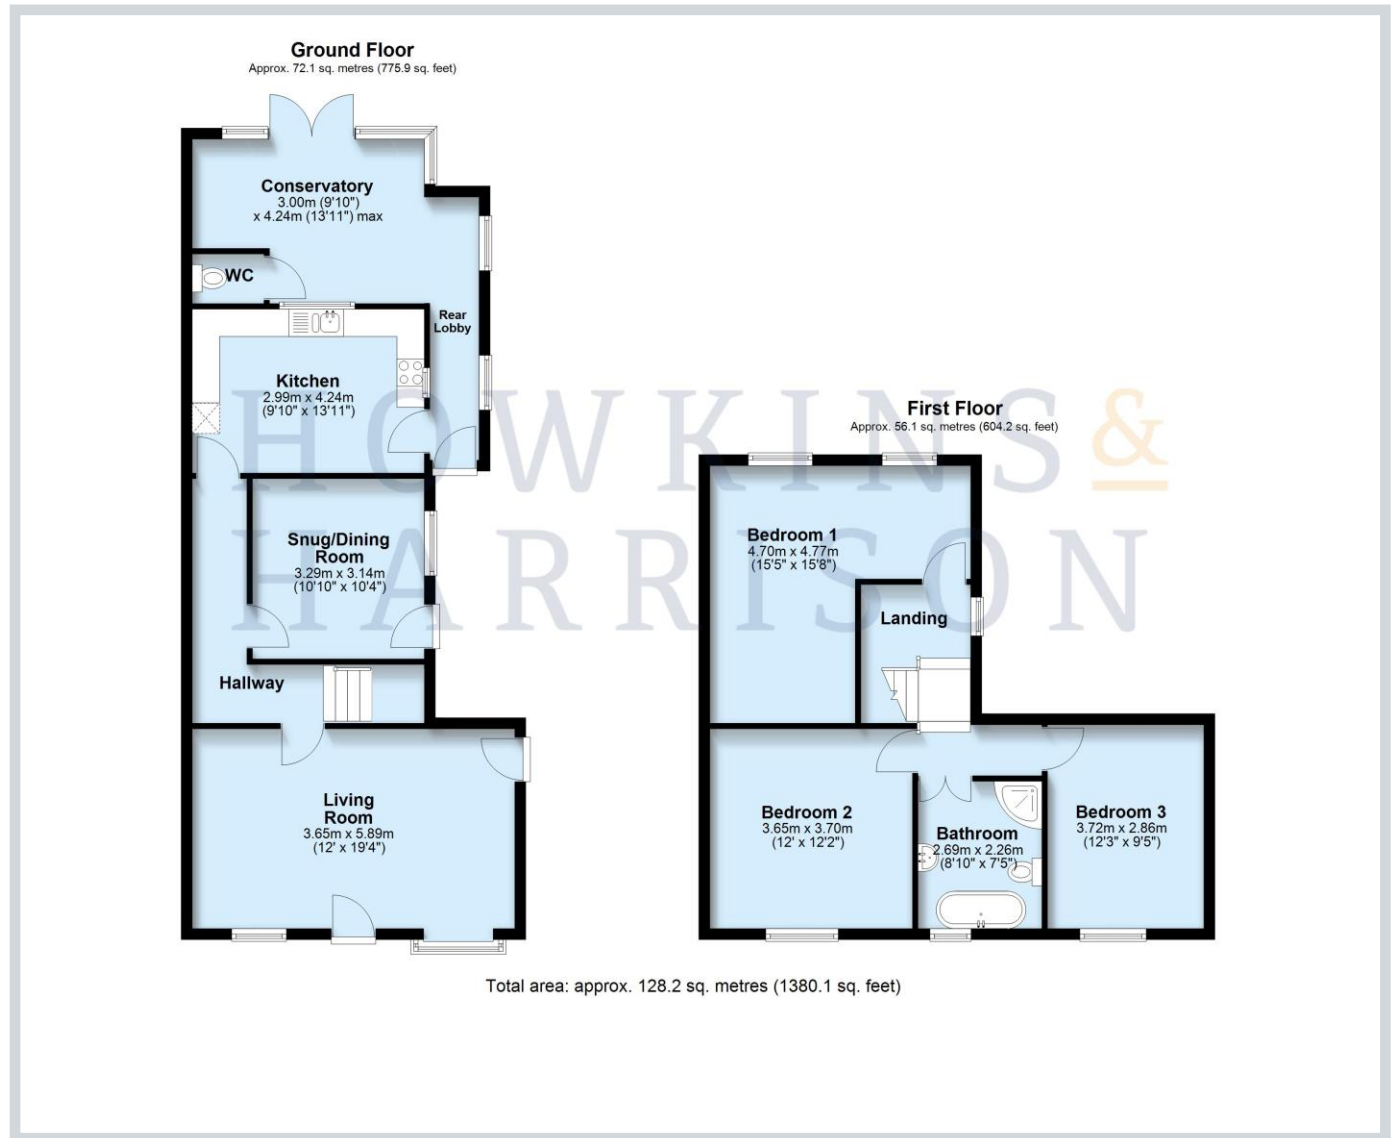 Ground Floor
Approx. 72.1 sq. metres (775.9 sq. feet)
Conservatory
3.00m (9'10")
x 4.24m (13'11") max
WC
Rear
Lobby
Kitchen
2.99m x 4.24m
(9'10" x 13'11")
Snug/Dining
Room
3.29m x 3.14m
(10'10" x 10'4")
Hallway
Living
Room
3.65m x 5.89m
(12' x 19'4")
First Floor
Approx. 56.1 sq. metres (604.2 sq. feet)
Bedroom 1
4.70m x 4.77m
(15'5" x 15'8")
Landing
Bedroom 2
3.65m x 3.70m
(12' x 12'2")
Bathroom
2.69m x 2.26m
(8'10" x 7'5")
Bedroom 3
3.72m x 2.86m
(12'3" x 9'5")
HOWKINS &
HARRISON
Total area: approx. 128.2 sq. metres (1380.1 sq. feet)